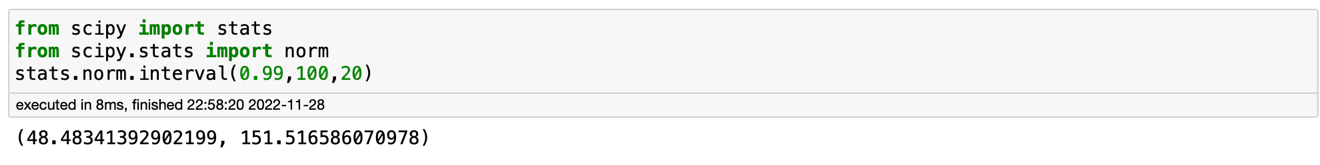 from scipy import stats
from scipy.stats import norm
stats.norm.interval(0.99,100,20)
executed in 8ms, finished 22:58:20 2022-11-28
(48.48341392902199, 151.516586070978)